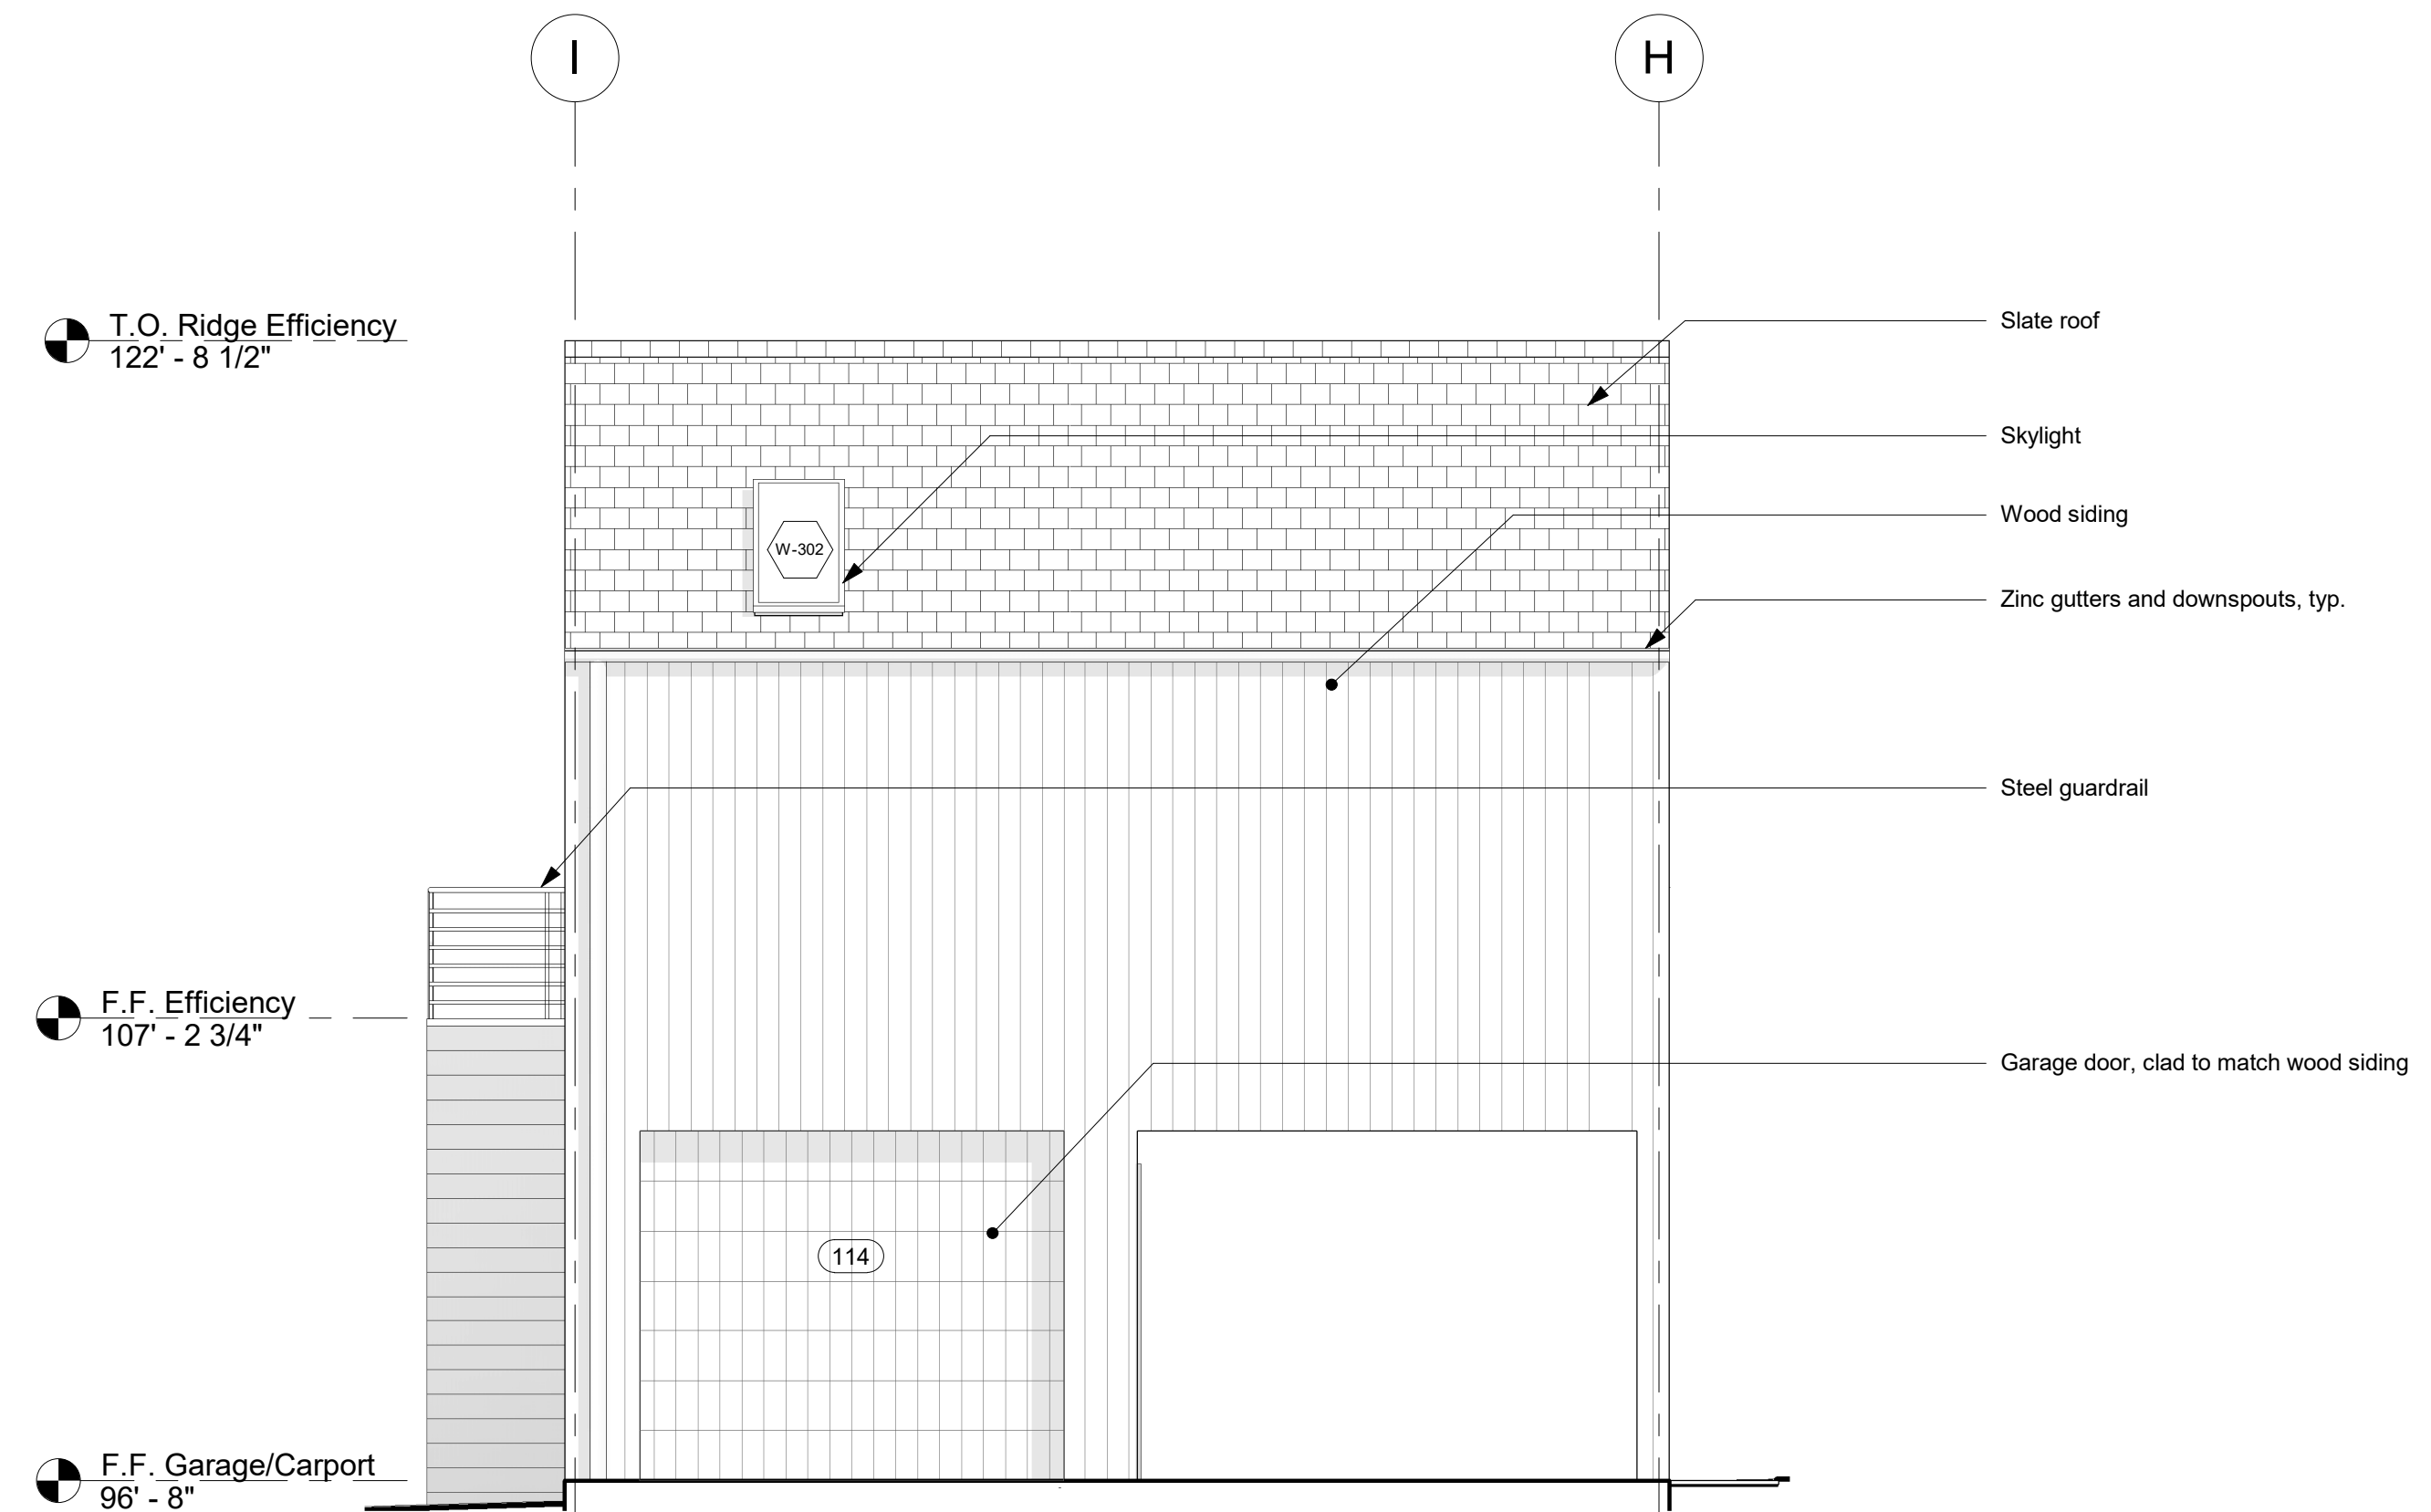 I
H
T.O. Ridge Efficiency
122' - 8 1/2"
Slate roof
Skylight
Wood siding
W-302
Zinc gutters and downspouts, typ.
Steel guardrail
F.F. Efficiency
107' - 2 3/4"
Garage door, clad to match wood siding
114
F.F. Garage/Carport
96' - 8"